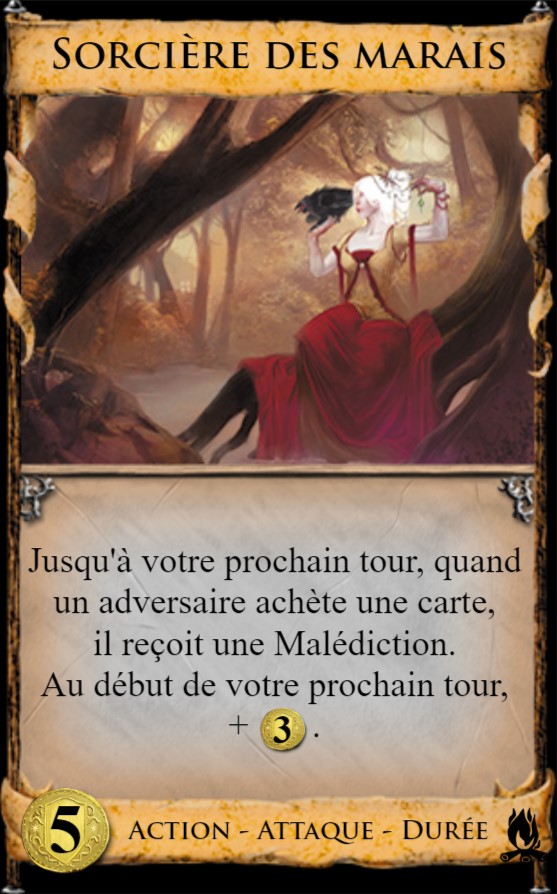 Sorcière des marais
Jusqu'à votre prochain tour, quand
un adversaire achète une carte,
il reçoit une Malédiction.
Au début de votre prochain tour,
+ 3 .
5 Action - Attaque - Durée